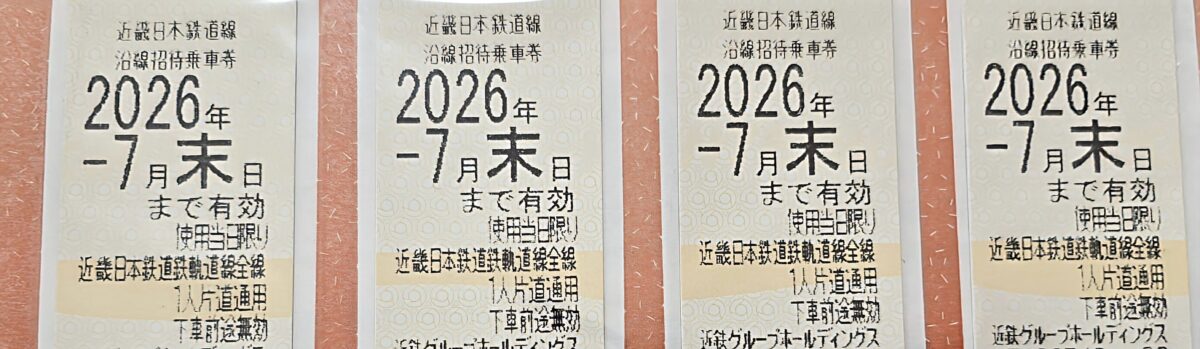 近畿日本鉄道線
沿線招待乗車券
2026年
-7月末日
まで有効
使用当日限り
近畿日本鉄道鉄軌道線全線
1人片道通用
下車前途無効
近畿日本鉄道線
沿線招待乗車券
2026年
-7月末日
まで有効
使用当日限り
近畿日本鉄道鉄軌道線全線
1人片道通用
下車前途無効
近鉄グループホールディングス
近畿日本鉄道線
沿線招待乗車券
2026年
-7月末日
まで有効
使用当日限り
近畿日本鉄道鉄軌道線全線
1人片道通用
下車前途無効
近鉄グループホールディングス
近畿日本鉄道線
沿線招待乗車券
2026年
-7月末日
まで有効
使用当日限り
近畿日本鉄道鉄軌道線全線
1人片道通用
下車前途無効
近鉄グループホールディングス